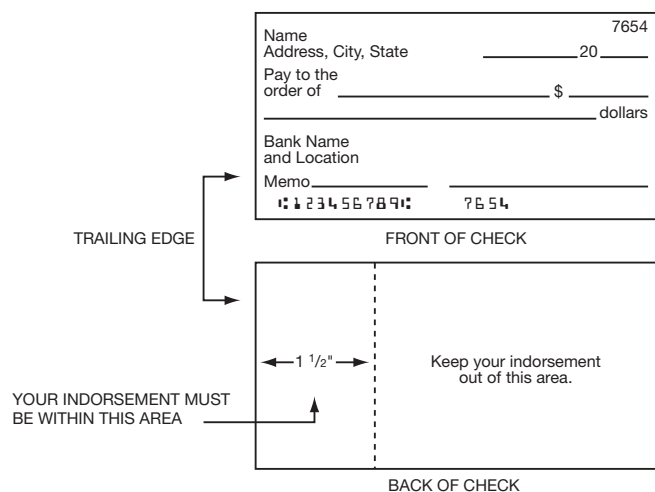 7654
Name
Address, City, State 20
Pay to the
order of $
dollars
Bank Name
and Location
Memo
⑆123456789⑆ 7654
TRAILING EDGE
FRONT OF CHECK
1 1/2"
Keep your indorsement
out of this area.
YOUR INDORSEMENT MUST
BE WITHIN THIS AREA
BACK OF CHECK